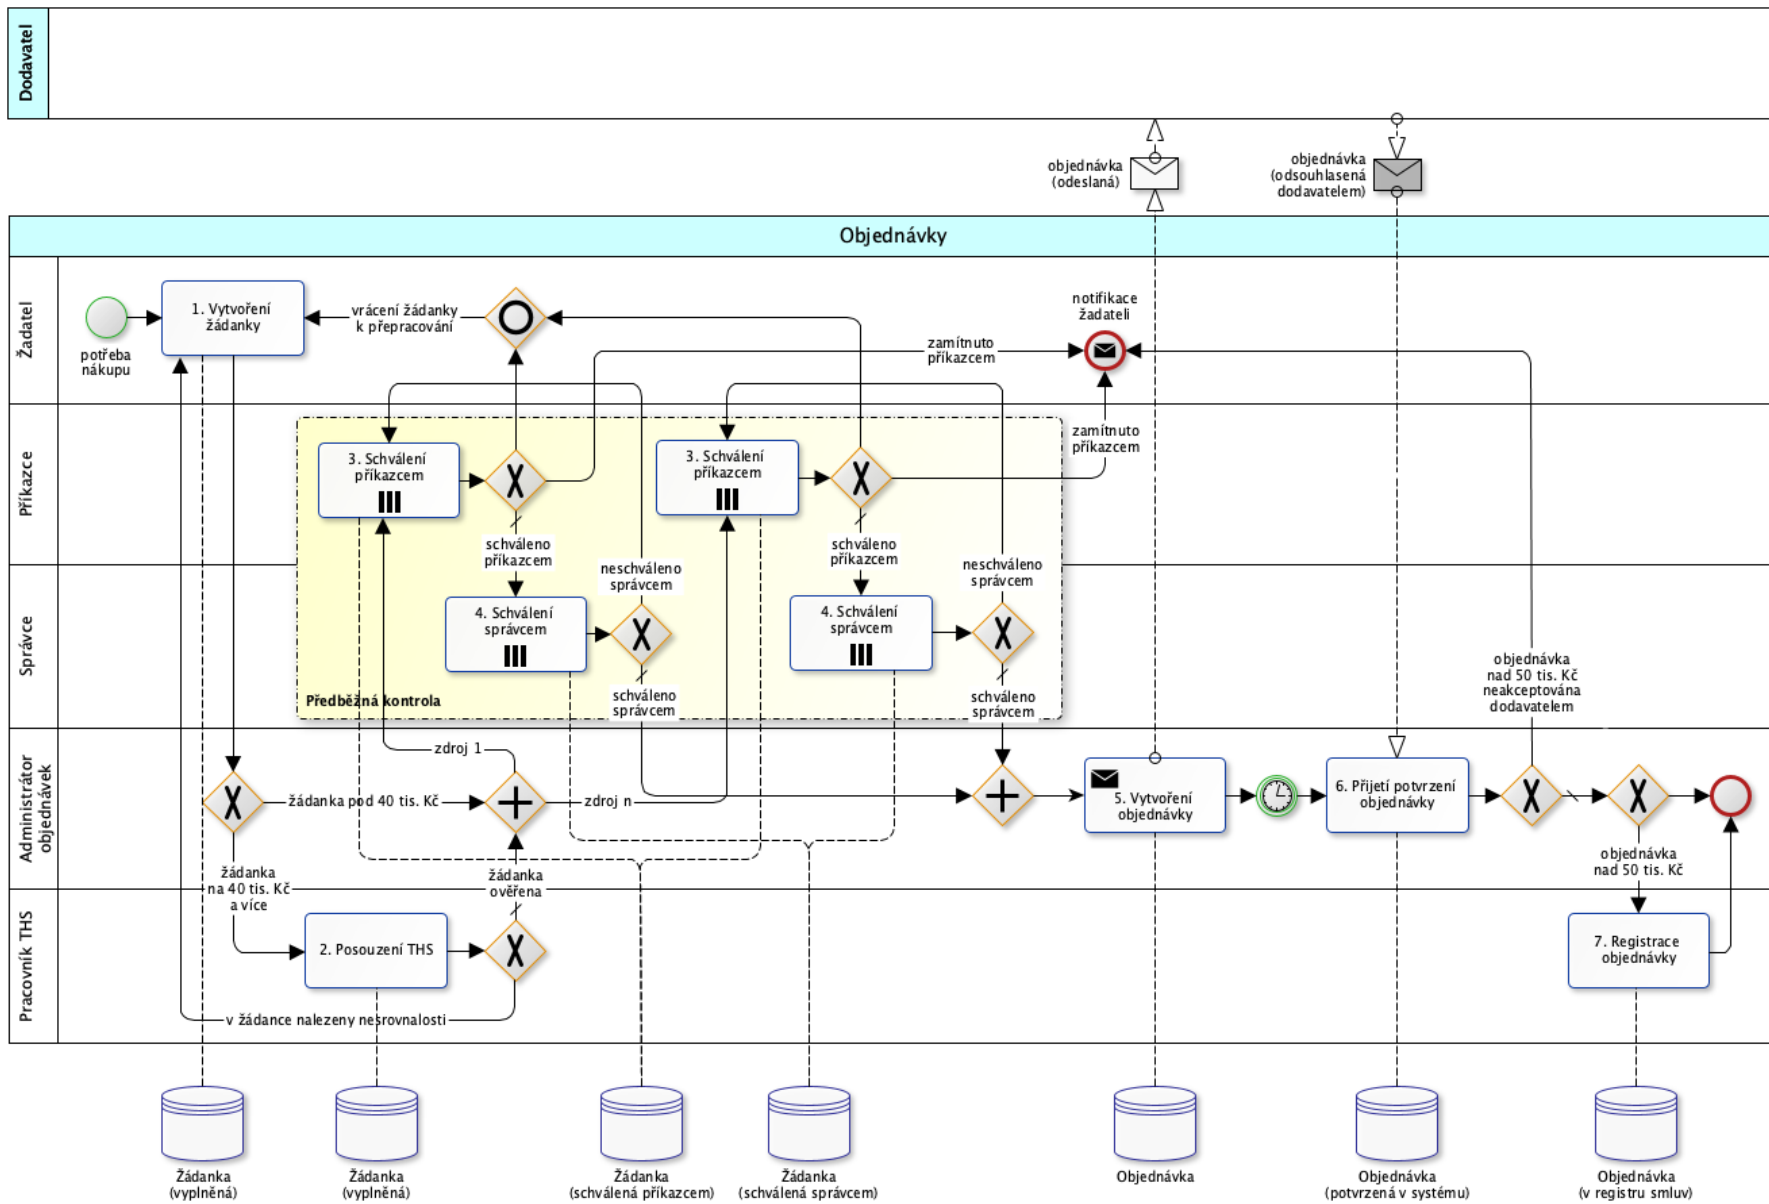 Dodavatel
objednávka
(odeslaná)
objednávka
(odsouhlasená
dodavatelem)
Objednávky
Žadatel
potřeba
nákupu
1. Vytvoření
žádanky
vrácení žádanky
k přepracování
zamítnuto
příkazcem
notifikace
žadateli
Příkazce
3. Schválení
příkazcem
schváleno
příkazcem
3. Schválení
příkazcem
schváleno
příkazcem
zamítnuto
příkazcem
Správce
4. Schválení
správcem
neschváleno
správcem
schváleno
správcem
4. Schválení
správcem
neschváleno
správcem
schváleno
správcem
Předběžná kontrola
objednávka
nad 50 tis. Kč
neakceptována
dodavatelem
Administrátor
objednávek
zdroj 1
žádanka pod 40 tis. Kč
zdroj n
5. Vytvoření
objednávky
6. Přijetí potvrzení
objednávky
žádanka
na 40 tis. Kč
a více
žádanka
ověřena
objednávka
nad 50 tis. Kč
Pracovník THS
2. Posouzení THS
v žádance nalezeny nesrovnalosti
7. Registrace
objednávky
Žádanka
(vyplněná)
Žádanka
(vyplněná)
Žádanka
(schválená příkazcem)
Žádanka
(schválená správcem)
Objednávka
Objednávka
(potvrzená v systému)
Objednávka
(v registru smluv)